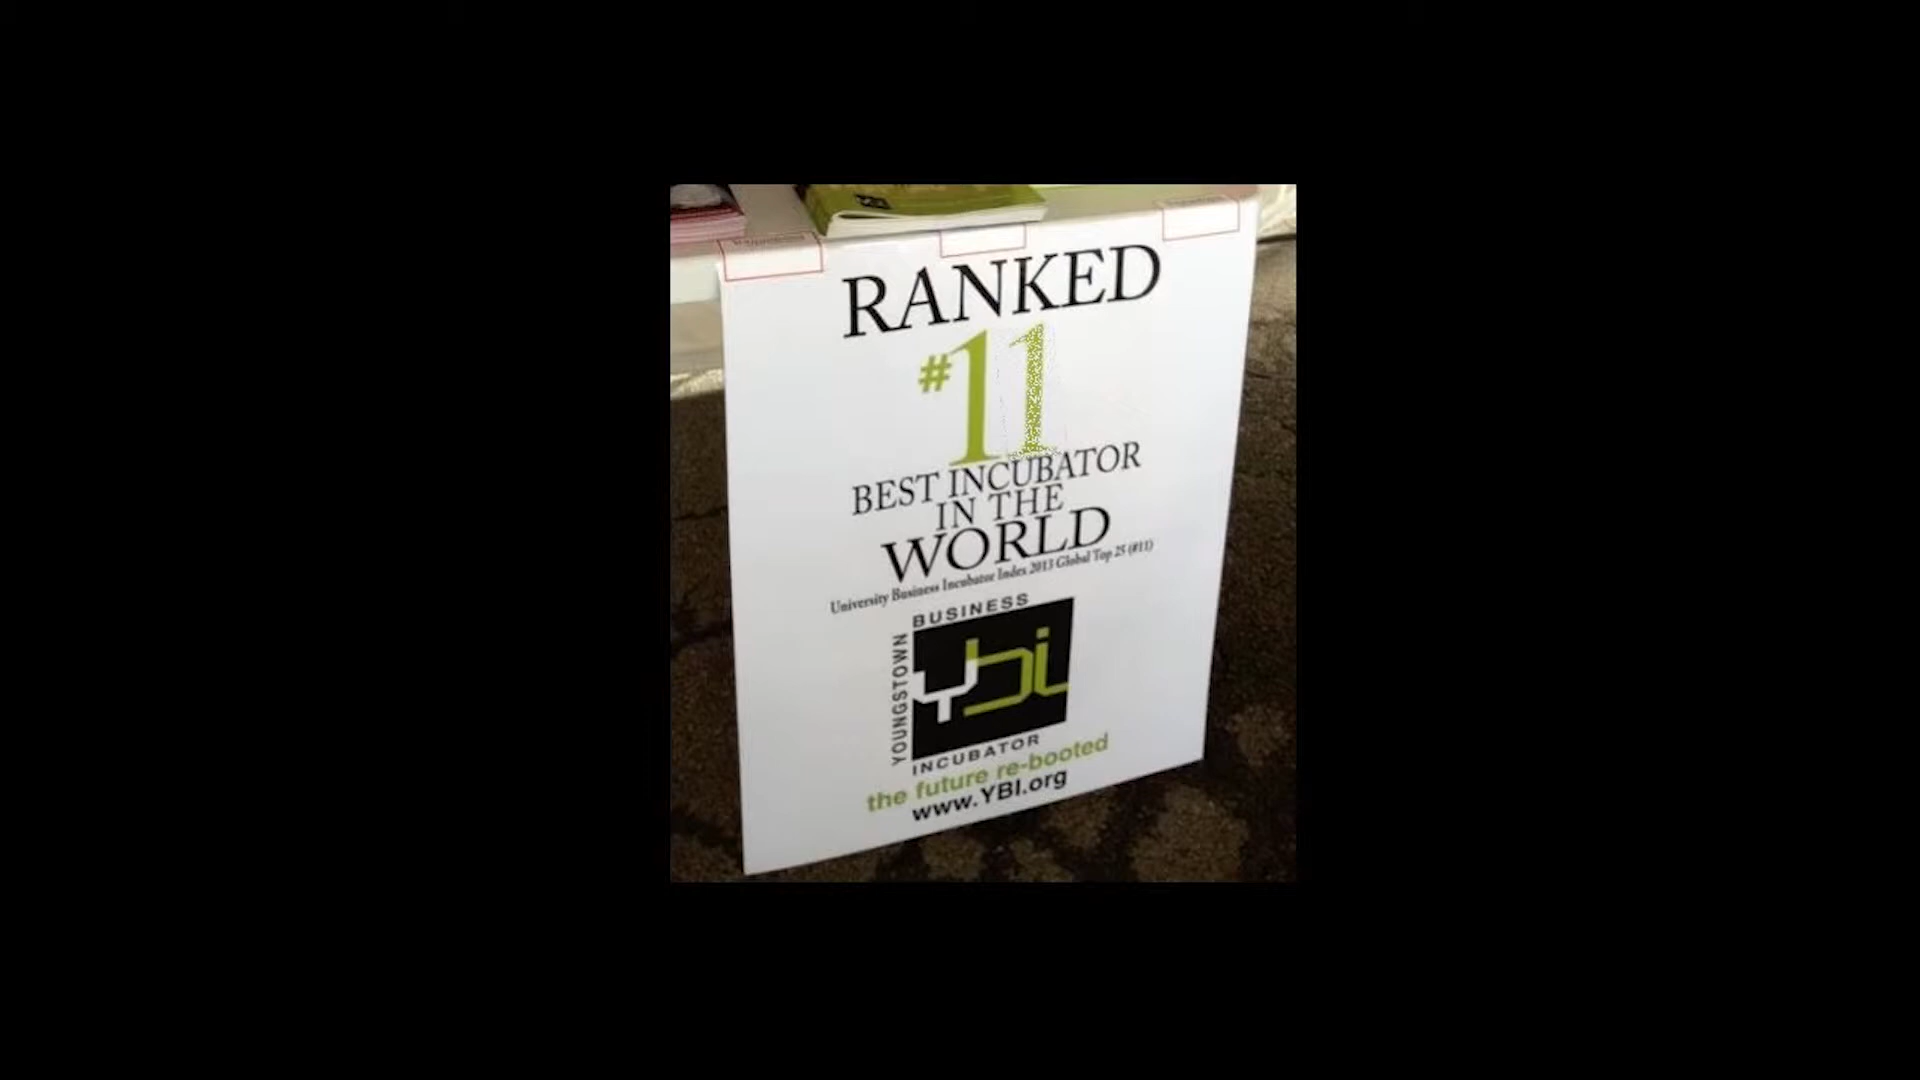 RANKED
#11
BEST INCUBATOR
IN THE
WORLD
University Business Incubator Index 2013 Global Top 25 (#11)
BUSINESS
YOUNGSTOWN
ybi
INCUBATOR
the future re-booted
www.YBI.org